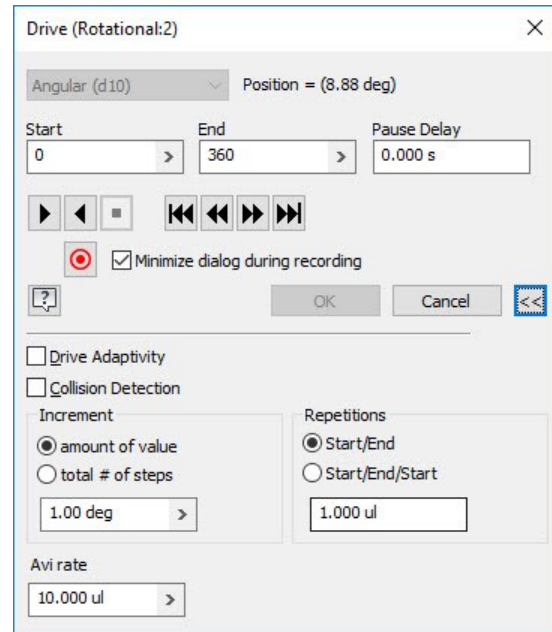 Drive (Rotational:2)
Angular (d10) Position = (8.88 deg)
Start End Pause Delay
0 360 0.000 s
Minimize dialog during recording
OK Cancel <<
Drive Adaptivity
Collision Detection
Increment Repetitions
amount of value Start/End
total # of steps Start/End/Start
1.00 deg 1.000 ul
Avi rate
10.000 ul